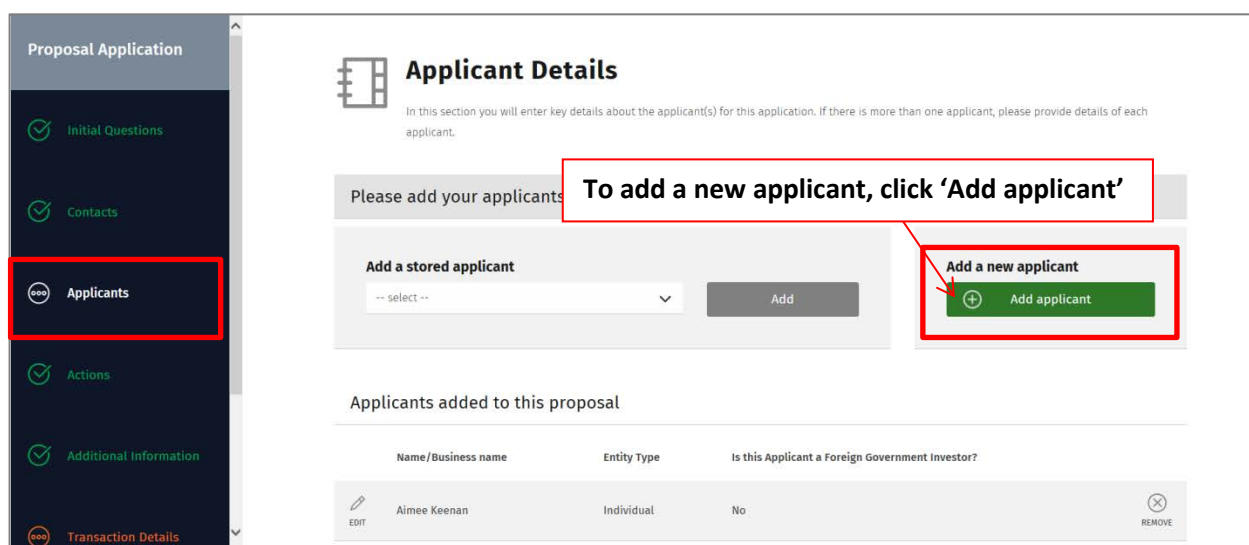 Proposal Application
Initial Questions
Contacts
Applicants
Actions
Additional Information
Transaction Details
Applicant Details
In this section you will enter key details about the applicant(s) for this application. If there is more than one applicant, please provide details of each
applicant.
Please add your applicants
To add a new applicant, click ‘Add applicant’
Add a stored applicant
-- select --
Add
Add a new applicant
Add applicant
Applicants added to this proposal
Name/Business name Entity Type Is this Applicant a Foreign Government Investor?
EDIT Aimee Keenan Individual No REMOVE